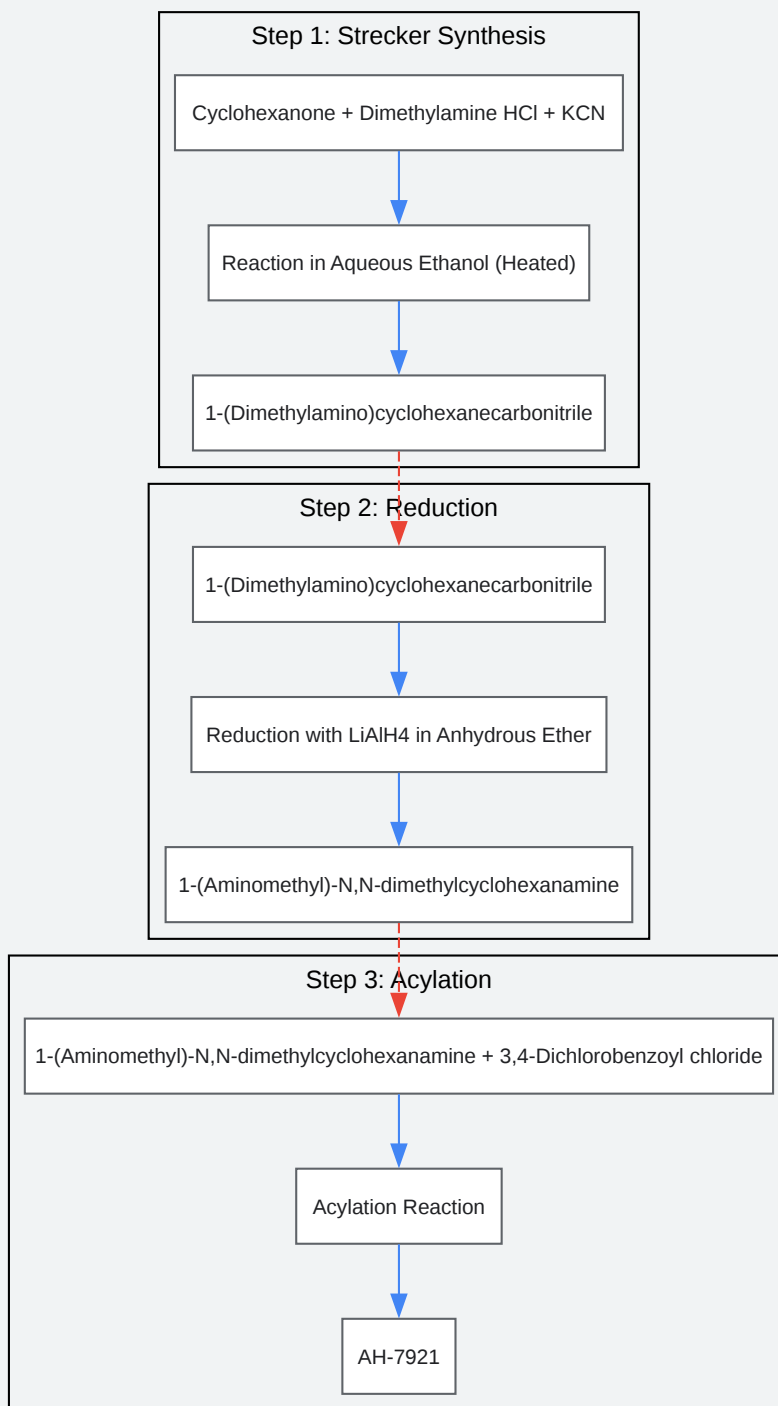 Step 1: Strecker Synthesis
Cyclohexanone + Dimethylamine HCl + KCN
Reaction in Aqueous Ethanol (Heated)
1-(Dimethylamino)cyclohexanecarbonitrile
Step 2: Reduction
1-(Dimethylamino)cyclohexanecarbonitrile
Reduction with LiAlH4 in Anhydrous Ether
1-(Aminomethyl)-N,N-dimethylcyclohexanamine
Step 3: Acylation
1-(Aminomethyl)-N,N-dimethylcyclohexanamine + 3,4-Dichlorobenzoyl chloride
Acylation Reaction
AH-7921